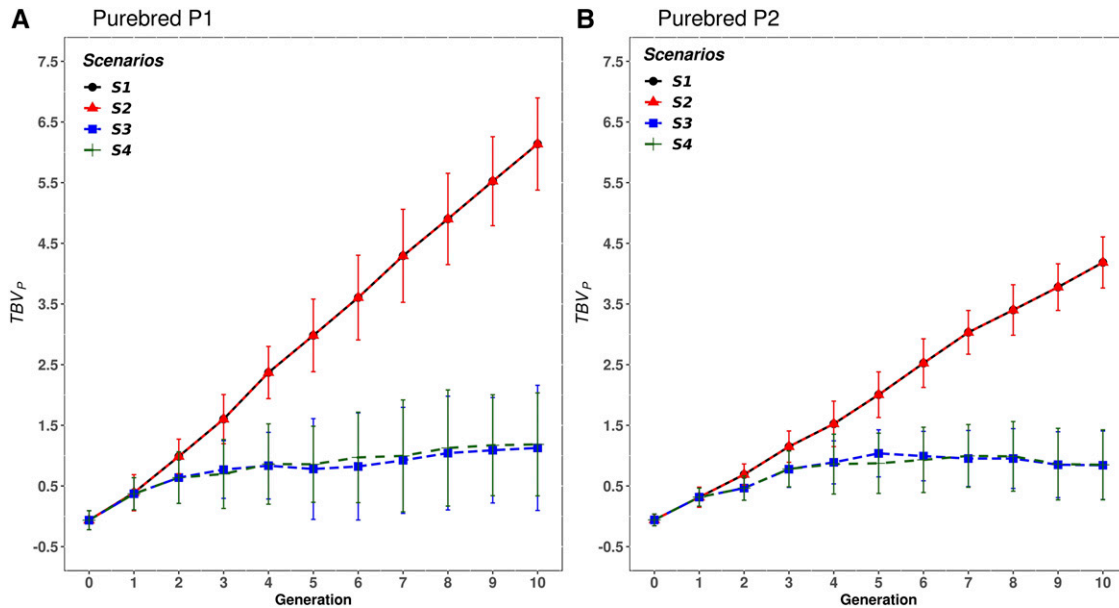 A Purebred P1
Scenarios
S1
S2
S3
S4
7.5
6.5
5.5
4.5
3.5
2.5
1.5
0.5
-0.5
TBVP
0 1 2 3 4 5 6 7 8 9 10
Generation
B Purebred P2
Scenarios
S1
S2
S3
S4
7.5
6.5
5.5
4.5
3.5
2.5
1.5
0.5
-0.5
TBVP
0 1 2 3 4 5 6 7 8 9 10
Generation